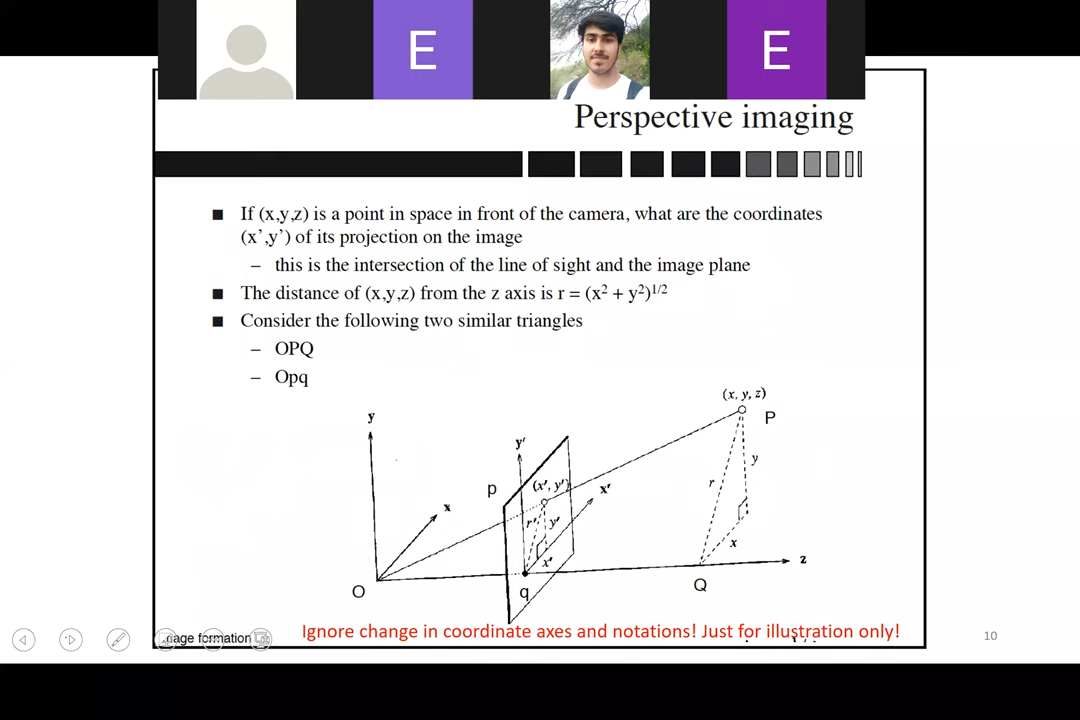 E
E
Perspective imaging
■ If (x,y,z) is a point in space in front of the camera, what are the coordinates
(x’,y’) of its projection on the image
– this is the intersection of the line of sight and the image plane
■ The distance of (x,y,z) from the z axis is r = (x² + y²)¹/²
■ Consider the following two similar triangles
– OPQ
– Opq
(x, y, z)
P
y
y'
y
p
(x', y')
x'
r
x
r'
y'
x
x'
z
O
q
Q
Ignore change in coordinate axes and notations! Just for illustration only!
age formation
10